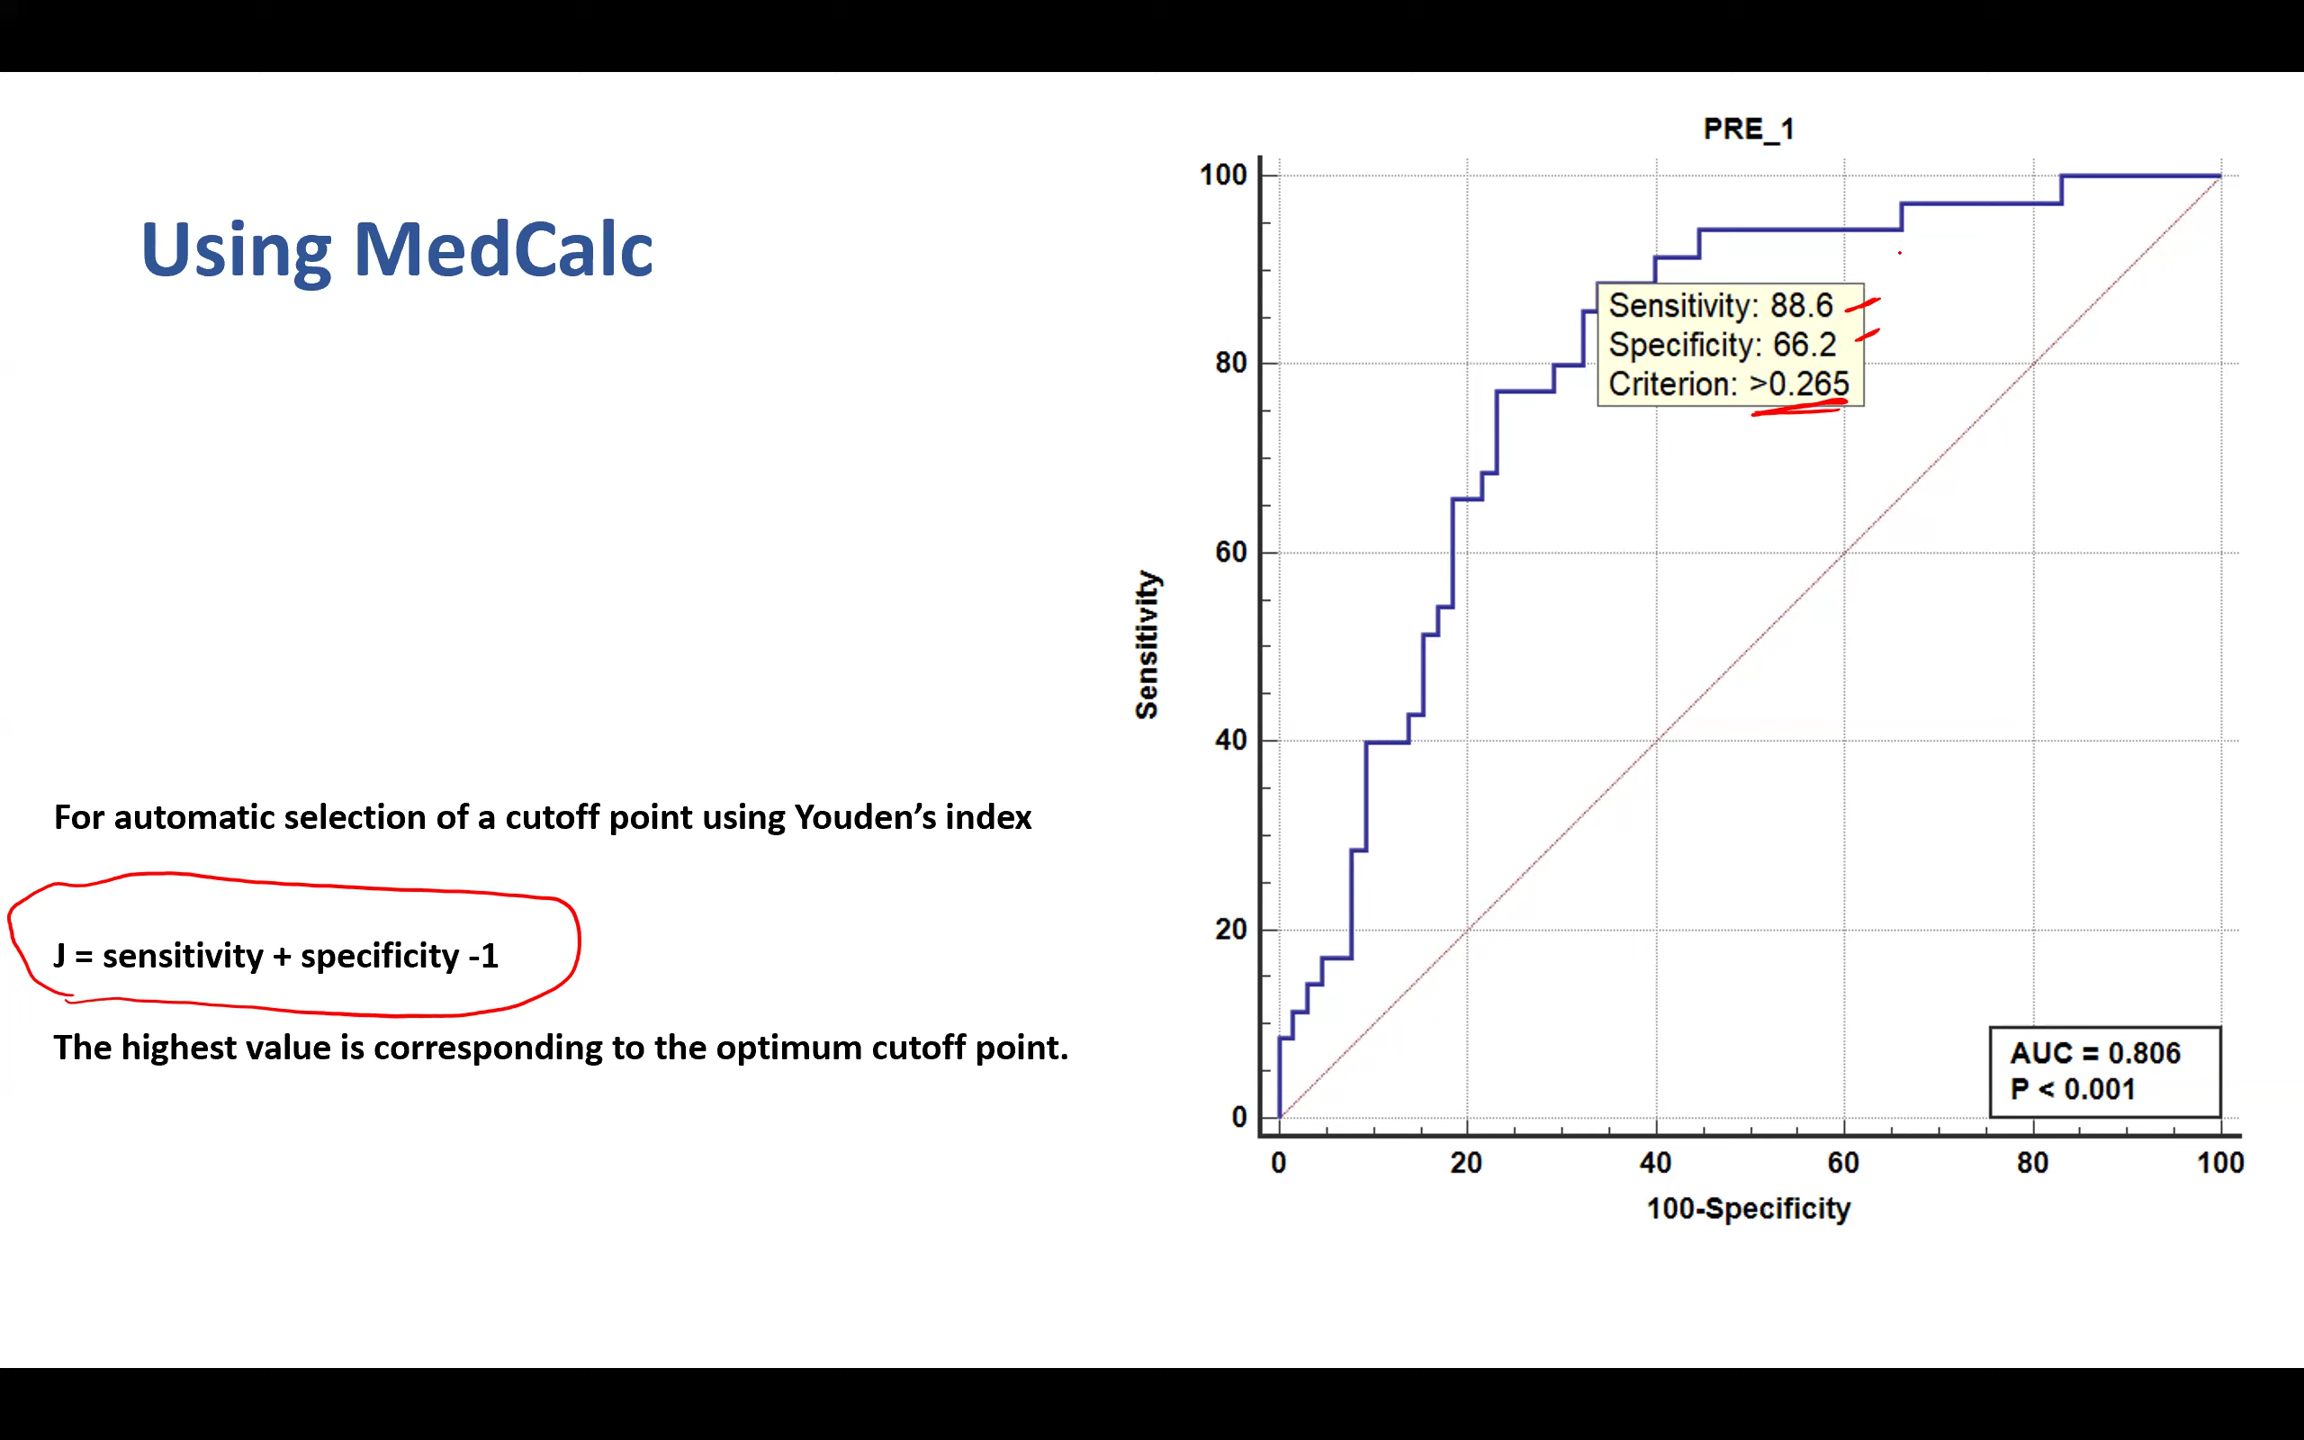 Using MedCalc
For automatic selection of a cutoff point using Youden’s index
J = sensitivity + specificity -1
The highest value is corresponding to the optimum cutoff point.
PRE_1
100
80
60
40
20
0
Sensitivity
Sensitivity: 88.6
Specificity: 66.2
Criterion: >0.265
AUC = 0.806
P < 0.001
0 20 40 60 80 100
100-Specificity